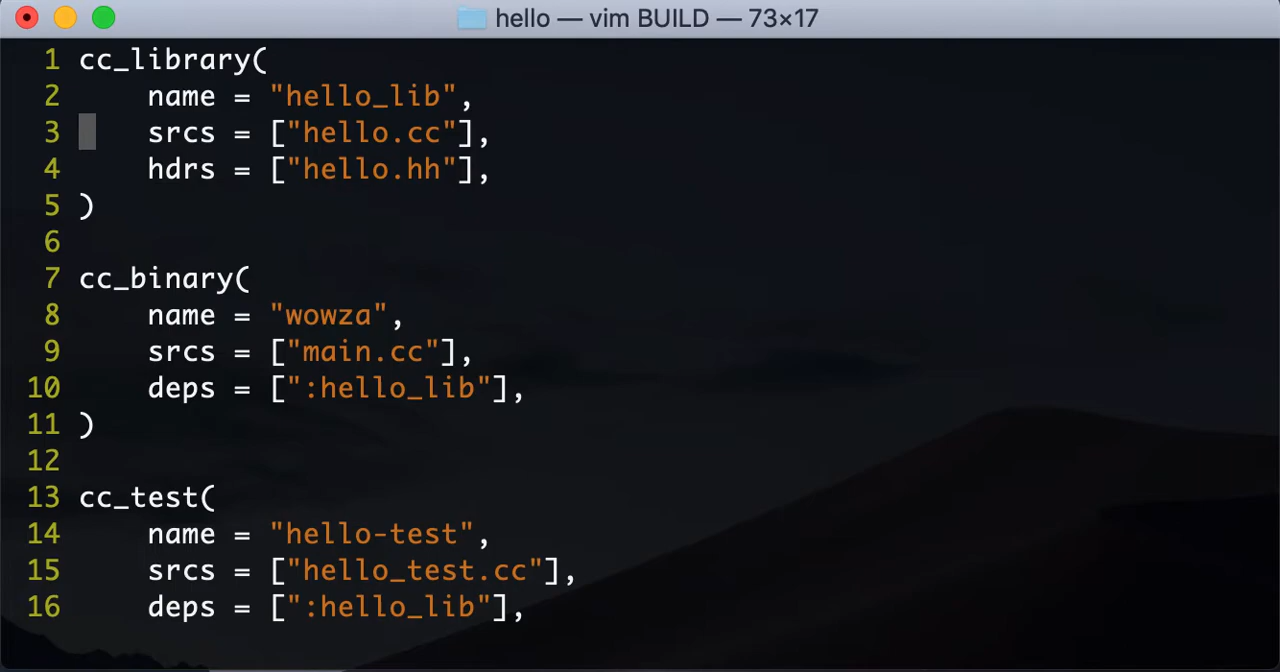 hello — vim BUILD — 73×17
1 cc_library(
2     name = "hello_lib",
3     srcs = ["hello.cc"],
4     hdrs = ["hello.hh"],
5 )
6
7 cc_binary(
8     name = "wowza",
9     srcs = ["main.cc"],
10     deps = [":hello_lib"],
11 )
12
13 cc_test(
14     name = "hello-test",
15     srcs = ["hello_test.cc"],
16     deps = [":hello_lib"],